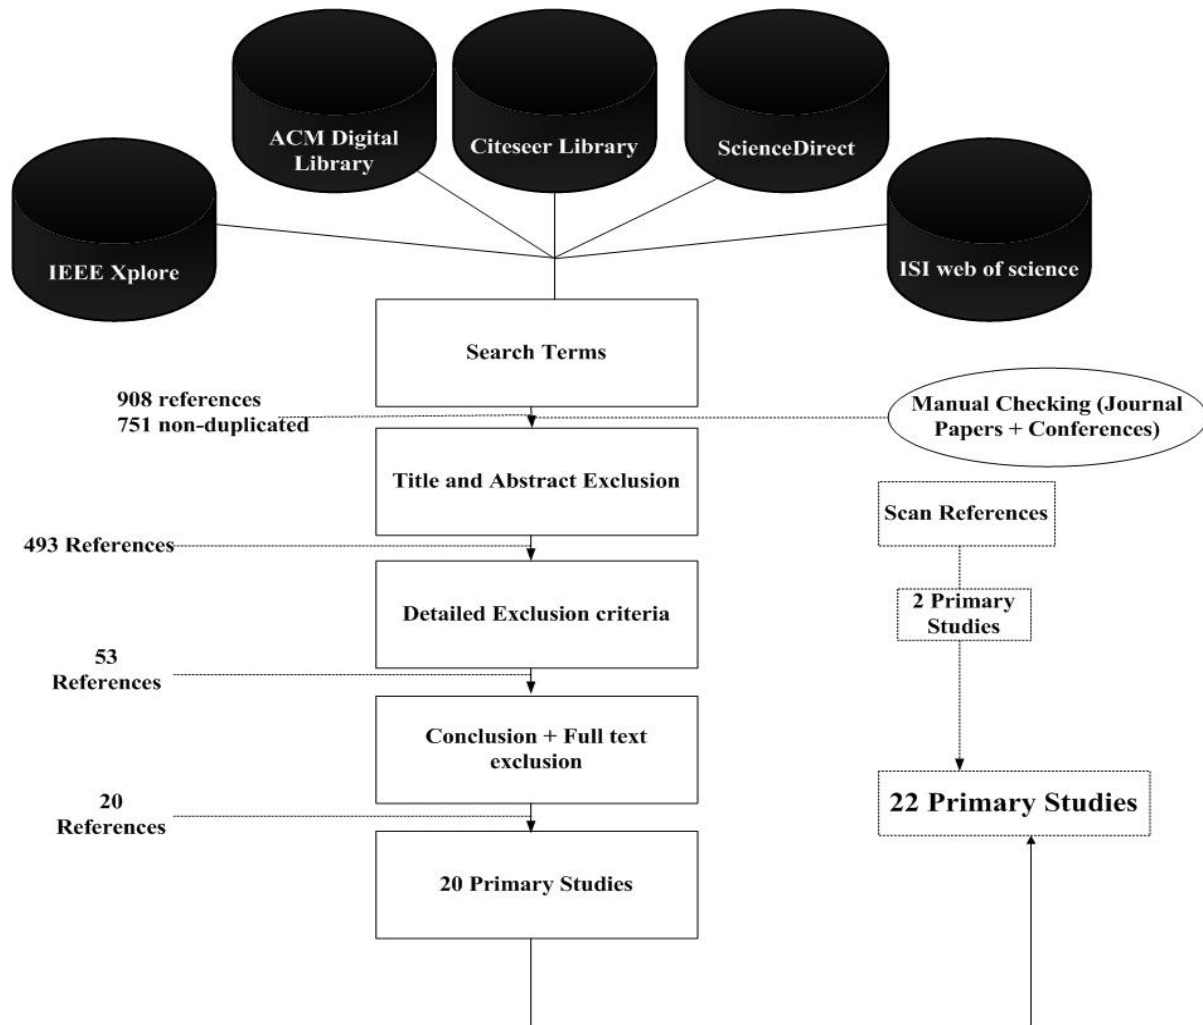 ACM Digital
Library
Citeseer Library
ScienceDirect
IEEE Xplore
ISI web of science
Search Terms
908 references
751 non-duplicated
Manual Checking (Journal
Papers + Conferences)
Title and Abstract Exclusion
Scan References
493 References
Detailed Exclusion criteria
2 Primary
Studies
53
References
Conclusion + Full text
exclusion
22 Primary Studies
20
References
20 Primary Studies